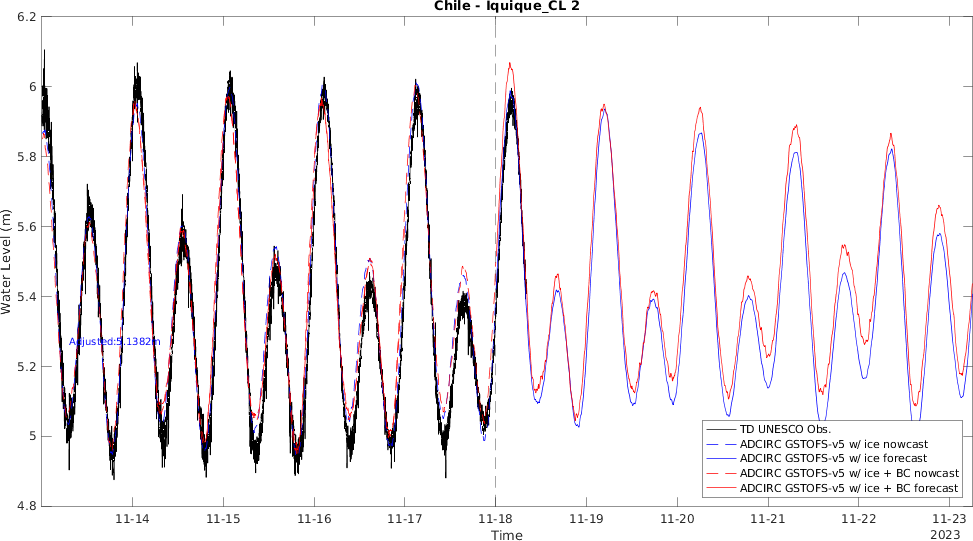 Chile - Iquique_CL 2
6.2
6
5.8
5.6
5.4
5.2
5
4.8
Water Level (m)
Adjusted:5.1382m
TD UNESCO Obs.
ADCIRC GSTOFS-v5 w/ ice nowcast
ADCIRC GSTOFS-v5 w/ ice forecast
ADCIRC GSTOFS-v5 w/ ice + BC nowcast
ADCIRC GSTOFS-v5 w/ ice + BC forecast
11-14 11-15 11-16 11-17 11-18 11-19 11-20 11-21 11-22 11-23
Time
2023